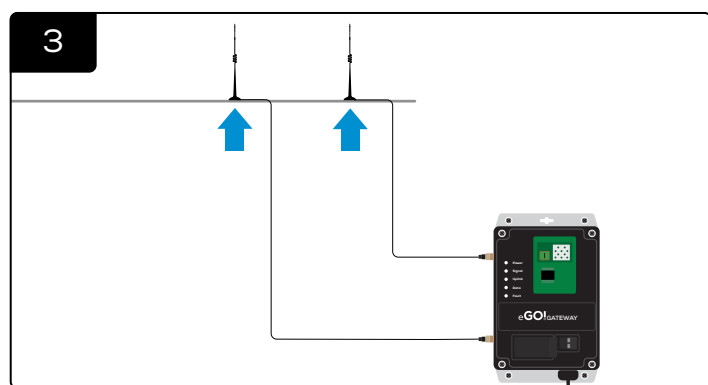 3
Power
Signal
Uplink
Data
Fault
eGO!GATEWAY